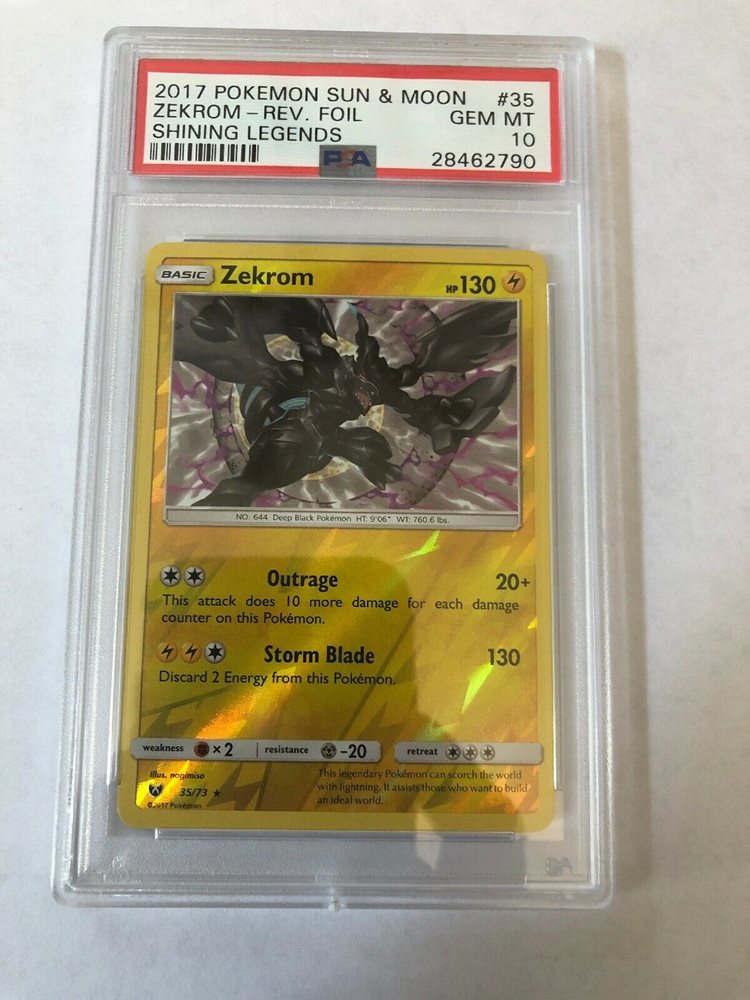 2017 POKEMON SUN & MOON #35
ZEKROM - REV. FOIL GEM MT
SHINING LEGENDS 10
PSA 28462790
BASIC Zekrom HP 130
NO. 644 Deep Black Pokémon HT: 9'06" WT: 760.6 lbs.
Outrage 20+
This attack does 10 more damage for each damage
counter on this Pokémon.
Storm Blade 130
Discard 2 Energy from this Pokémon.
weakness ×2 resistance -20 retreat
Illus. nagimiso
35/73 ★
©2017 Pokémon
This legendary Pokémon can scorch the world
with lightning. It assists those who want to build
an ideal world.